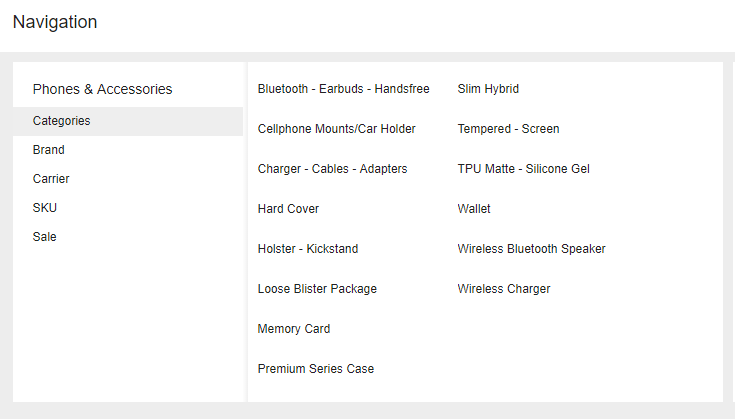 Navigation
Phones & Accessories
Categories
Brand
Carrier
SKU
Sale
Bluetooth - Earbuds - Handsfree
Cellphone Mounts/Car Holder
Charger - Cables - Adapters
Hard Cover
Holster - Kickstand
Loose Blister Package
Memory Card
Premium Series Case
Slim Hybrid
Tempered - Screen
TPU Matte - Silicone Gel
Wallet
Wireless Bluetooth Speaker
Wireless Charger